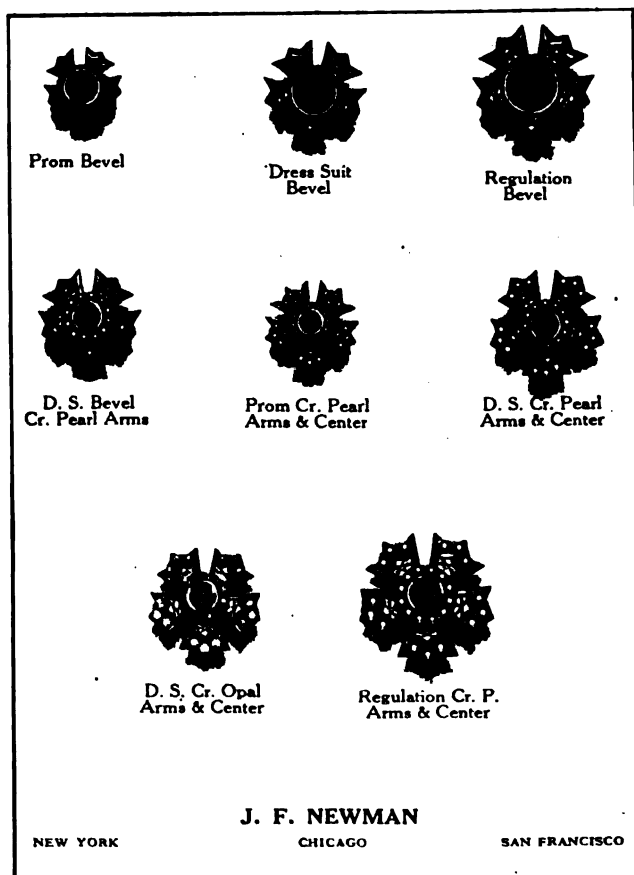 Prom Bevel
Dress Suit
Bevel
Regulation
Bevel
D. S. Bevel
Cr. Pearl Arms
Prom Cr. Pearl
Arms & Center
D. S. Cr. Pearl
Arms & Center
D. S. Cr. Opal
Arms & Center
Regulation Cr. P.
Arms & Center
J. F. NEWMAN
NEW YORK CHICAGO SAN FRANCISCO